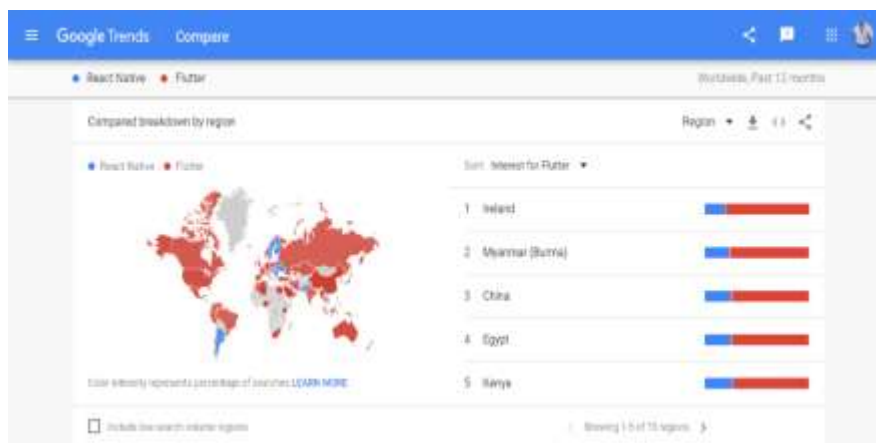 Google Trends Compare
React Native Flutter
Worldwide, Past 12 months
Compared breakdown by region
Region
React Native Flutter
Sort: Interest for Flutter
1 Ireland
2 Myanmar (Burma)
3 China
4 Egypt
5 Kenya
Color intensity represents percentage of searches LEARN MORE
Include low search volume regions
Showing 1-5 of 15 regions